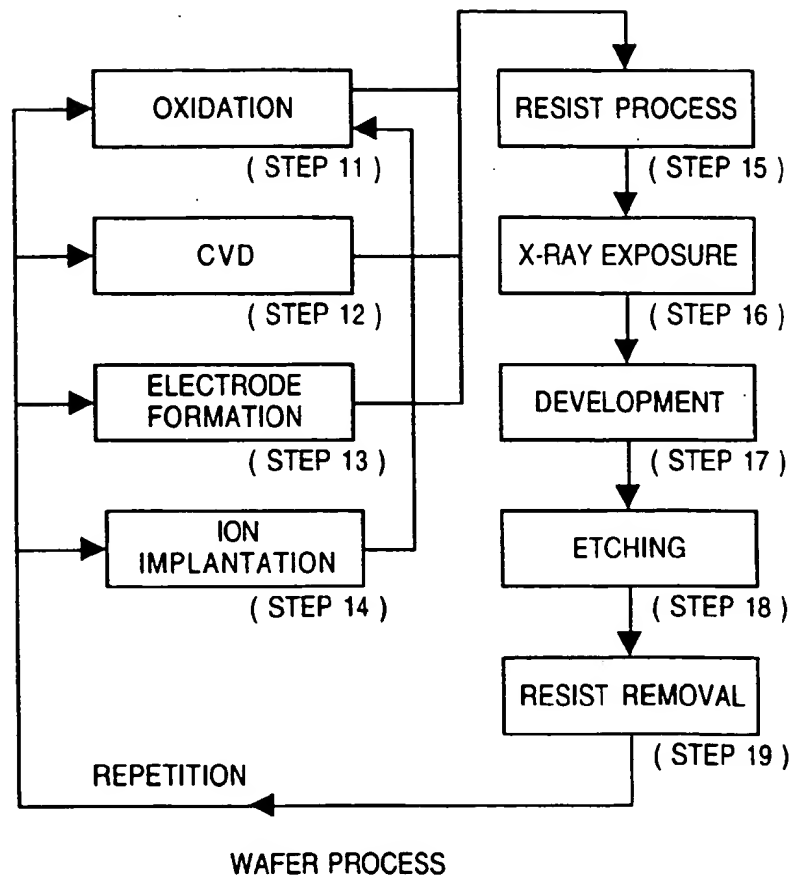 OXIDATION
( STEP 11 )
CVD
( STEP 12 )
ELECTRODE
FORMATION
( STEP 13 )
ION
IMPLANTATION
( STEP 14 )
RESIST PROCESS
( STEP 15 )
X-RAY EXPOSURE
( STEP 16 )
DEVELOPMENT
( STEP 17 )
ETCHING
( STEP 18 )
RESIST REMOVAL
( STEP 19 )
REPETITION
WAFER PROCESS